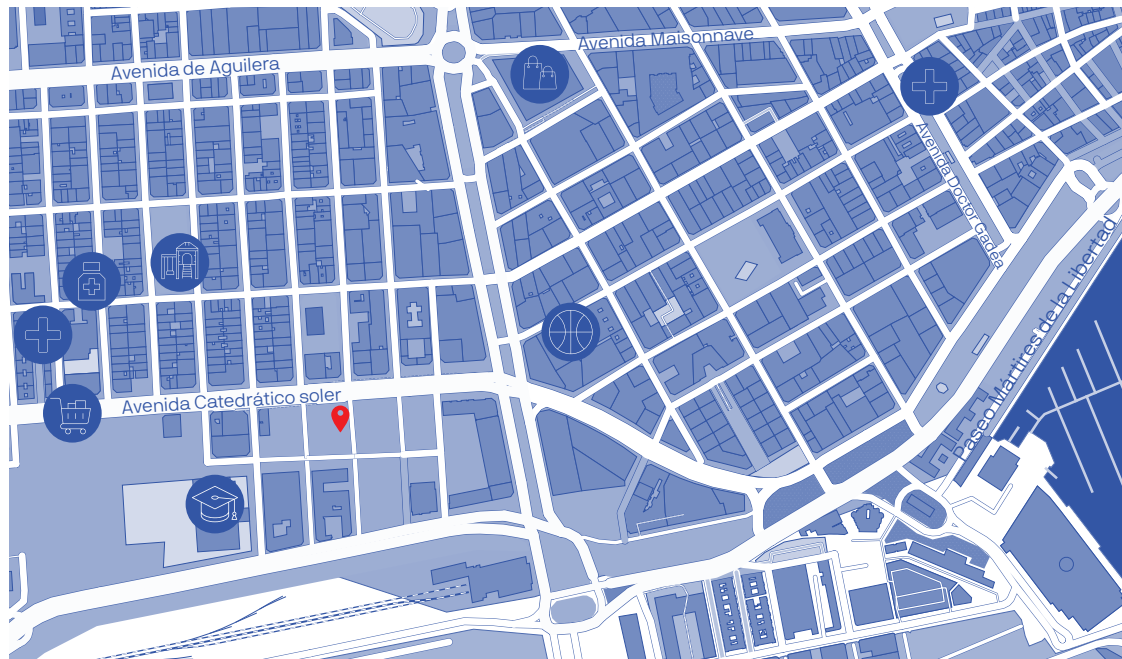 Avenida Maisonnave
Avenida de Aguilera
Avenida Doctor Gadea
Paseo Mártires de la Libertad
Avenida Catedrático soler